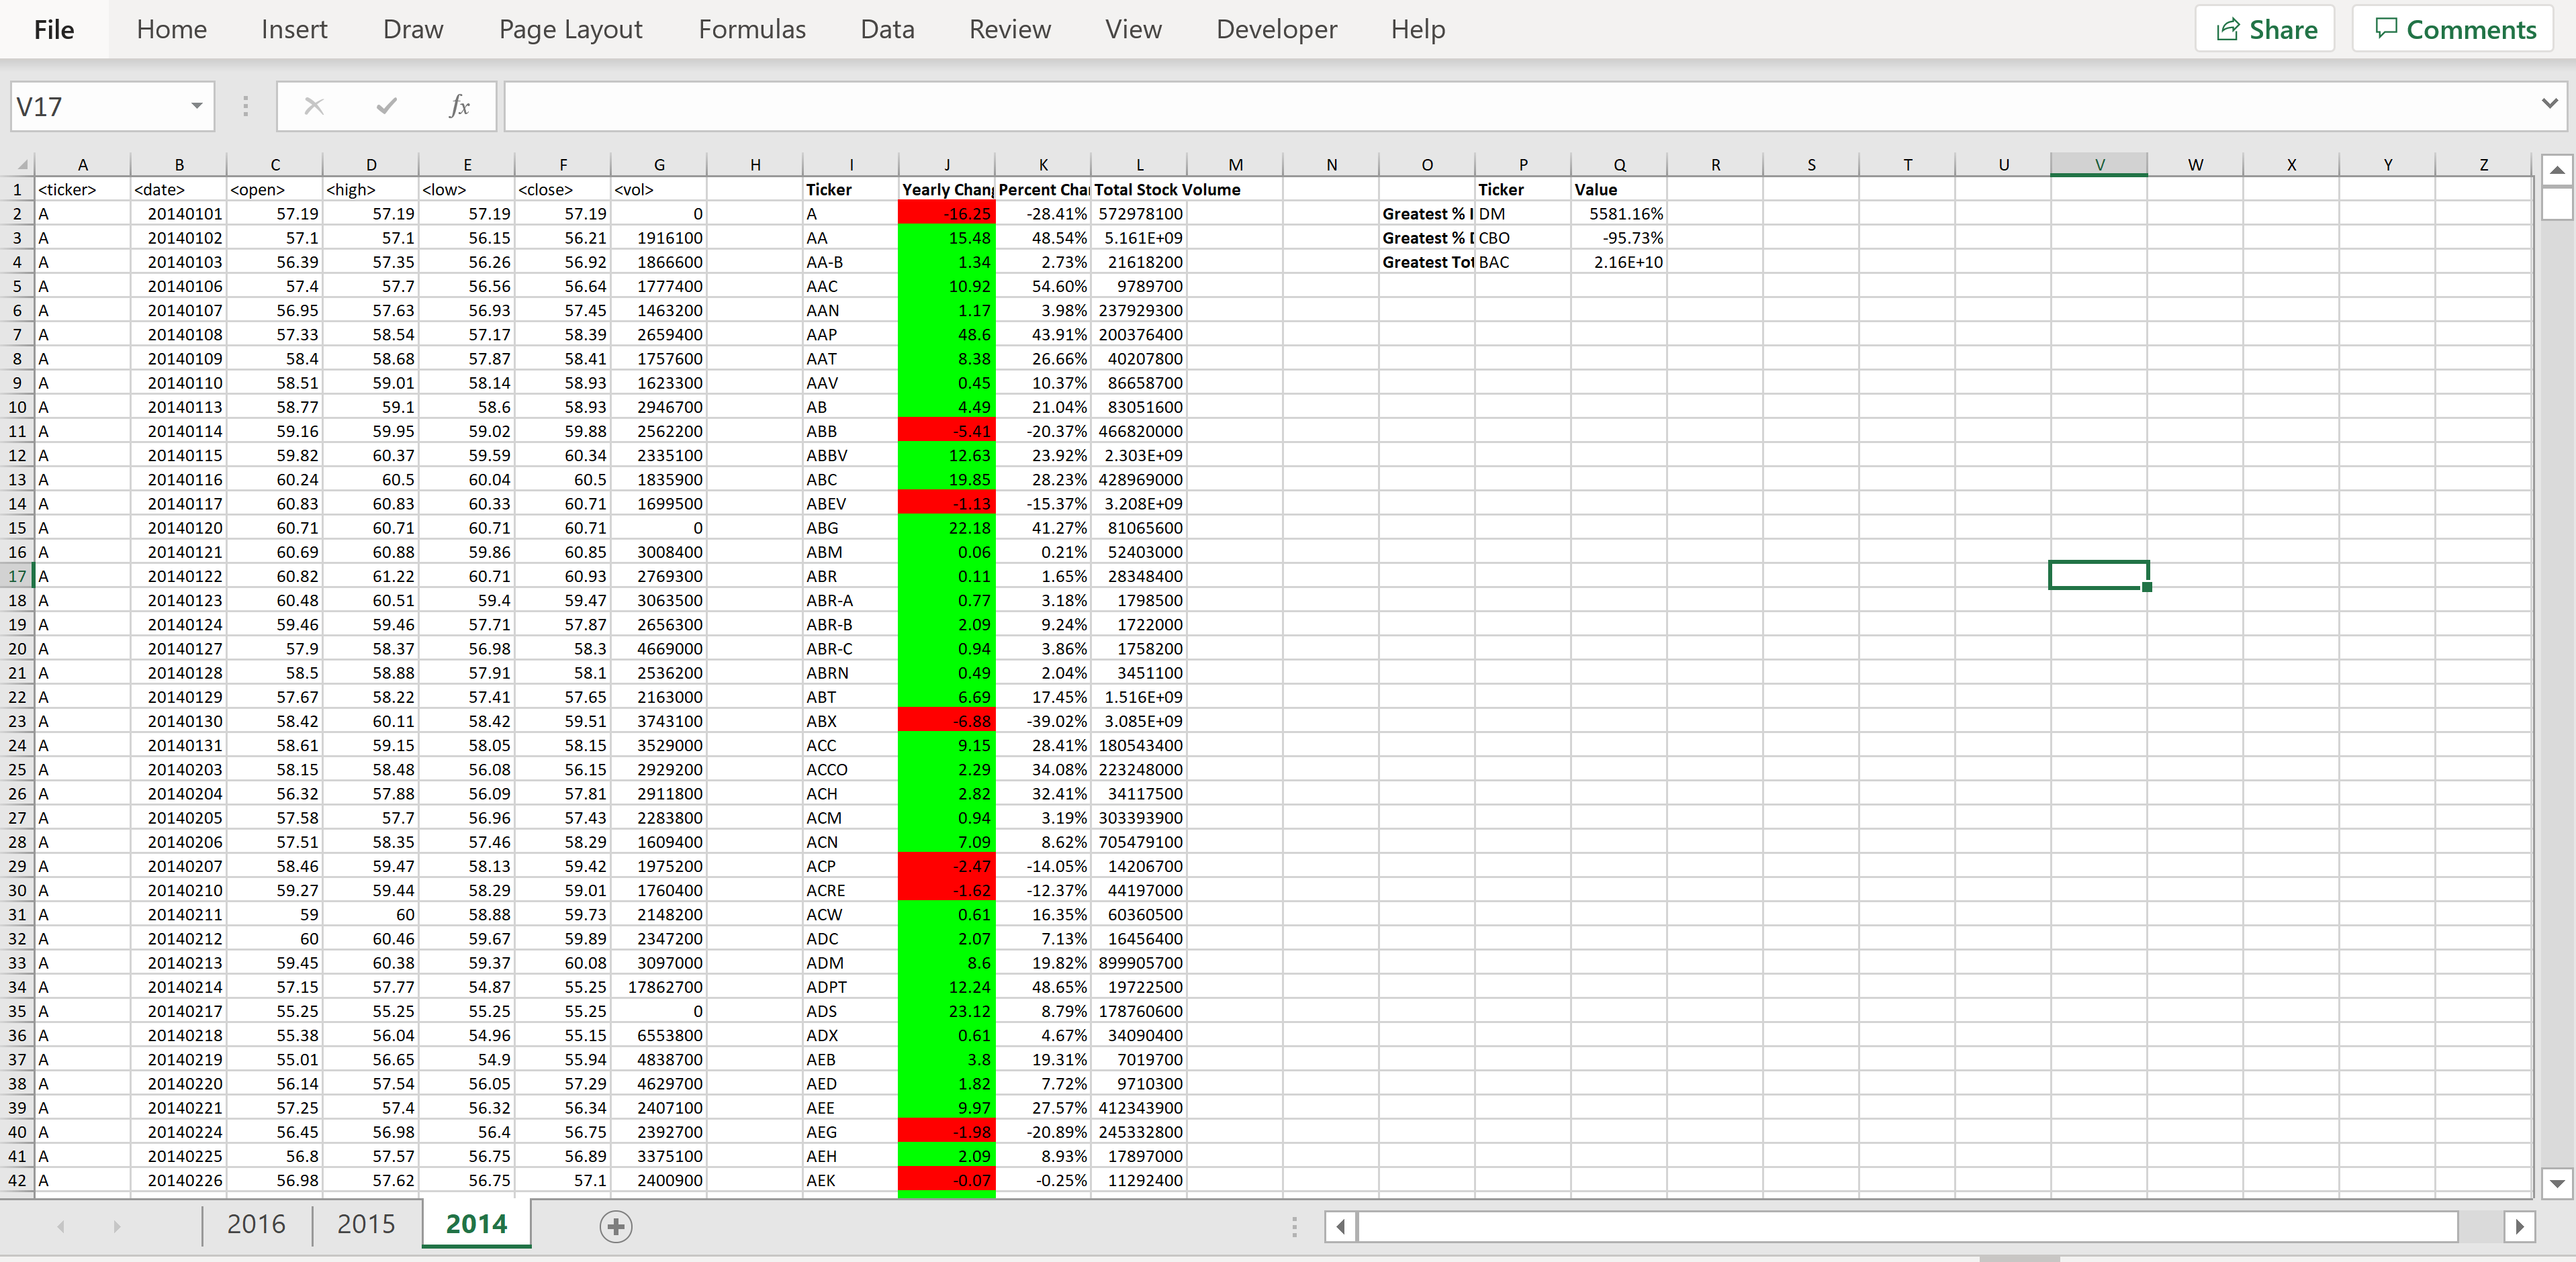 File Home Insert Draw Page Layout Formulas Data Review View Developer Help Share Comments
V17 fx
A B C D E F G H I J K L M N O P Q R S T U V W X Y Z
1 <ticker> <date> <open> <high> <low> <close> <vol> Ticker Yearly Chan Percent Cha Total Stock Volume Ticker Value
2 A 20140101 57.19 57.19 57.19 57.19 0 A -16.25 -28.41% 572978100 Greatest % I DM 5581.16%
3 A 20140102 57.1 57.1 56.15 56.21 1916100 AA 15.48 48.54% 5.161E+09 Greatest % D CBO -95.73%
4 A 20140103 56.39 57.35 56.26 56.92 1866600 AA-B 1.34 2.73% 21618200 Greatest Tot BAC 2.16E+10
5 A 20140106 57.4 57.7 56.56 56.64 1777400 AAC 10.92 54.60% 9789700
6 A 20140107 56.95 57.63 56.93 57.45 1463200 AAN 1.17 3.98% 237929300
7 A 20140108 57.33 58.54 57.17 58.39 2659400 AAP 48.6 43.91% 200376400
8 A 20140109 58.4 58.68 57.87 58.41 1757600 AAT 8.38 26.66% 40207800
9 A 20140110 58.51 59.01 58.14 58.93 1623300 AAV 0.45 10.37% 86658700
10 A 20140113 58.77 59.1 58.6 58.93 2946700 AB 4.49 21.04% 83051600
11 A 20140114 59.16 59.95 59.02 59.88 2562200 ABB -5.41 -20.37% 466820000
12 A 20140115 59.82 60.37 59.59 60.34 2335100 ABBV 12.63 23.92% 2.303E+09
13 A 20140116 60.24 60.5 60.04 60.5 1835900 ABC 19.85 28.23% 428969000
14 A 20140117 60.83 60.83 60.33 60.71 1699500 ABEV -1.13 -15.37% 3.208E+09
15 A 20140120 60.71 60.71 60.71 60.71 0 ABG 22.18 41.27% 81065600
16 A 20140121 60.69 60.88 59.86 60.85 3008400 ABM 0.06 0.21% 52403000
17 A 20140122 60.82 61.22 60.71 60.93 2769300 ABR 0.11 1.65% 28348400
18 A 20140123 60.48 60.51 59.4 59.47 3063500 ABR-A 0.77 3.18% 1798500
19 A 20140124 59.46 59.46 57.71 57.87 2656300 ABR-B 2.09 9.24% 1722000
20 A 20140127 57.9 58.37 56.98 58.3 4669000 ABR-C 0.94 3.86% 1758200
21 A 20140128 58.5 58.88 57.91 58.1 2536200 ABRN 0.49 2.04% 3451100
22 A 20140129 57.67 58.22 57.41 57.65 2163000 ABT 6.69 17.45% 1.516E+09
23 A 20140130 58.42 60.11 58.42 59.51 3743100 ABX -6.88 -39.02% 3.085E+09
24 A 20140131 58.61 59.15 58.05 58.15 3529000 ACC 9.15 28.41% 180543400
25 A 20140203 58.15 58.48 56.08 56.15 2929200 ACCO 2.29 34.08% 223248000
26 A 20140204 56.32 57.88 56.09 57.81 2911800 ACH 2.82 32.41% 34117500
27 A 20140205 57.58 57.7 56.96 57.43 2283800 ACM 0.94 3.19% 303393900
28 A 20140206 57.51 58.35 57.46 58.29 1609400 ACN 7.09 8.62% 705479100
29 A 20140207 58.46 59.47 58.13 59.42 1975200 ACP -2.47 -14.05% 14206700
30 A 20140210 59.27 59.44 58.29 59.01 1760400 ACRE -1.62 -12.37% 44197000
31 A 20140211 59 60 58.88 59.73 2148200 ACW 0.61 16.35% 60360500
32 A 20140212 60 60.46 59.67 59.89 2347200 ADC 2.07 7.13% 16456400
33 A 20140213 59.45 60.38 59.37 60.08 3097000 ADM 8.6 19.82% 899905700
34 A 20140214 57.15 57.77 54.87 55.25 17862700 ADPT 12.24 48.65% 19722500
35 A 20140217 55.25 55.25 55.25 55.25 0 ADS 23.12 8.79% 178760600
36 A 20140218 55.38 56.04 54.96 55.15 6553800 ADX 0.61 4.67% 34090400
37 A 20140219 55.01 56.65 54.9 55.94 4838700 AEB 3.8 19.31% 7019700
38 A 20140220 56.14 57.54 56.05 57.29 4629700 AED 1.82 7.72% 9710300
39 A 20140221 57.25 57.4 56.32 56.34 2407100 AEE 9.97 27.57% 412343900
40 A 20140224 56.45 56.98 56.4 56.75 2392700 AEG -1.98 -20.89% 245332800
41 A 20140225 56.8 57.57 56.75 56.89 3375100 AEH 2.09 8.93% 17897000
42 A 20140226 56.98 57.62 56.75 57.1 2400900 AEK -0.07 -0.25% 11292400
2016 2015 2014